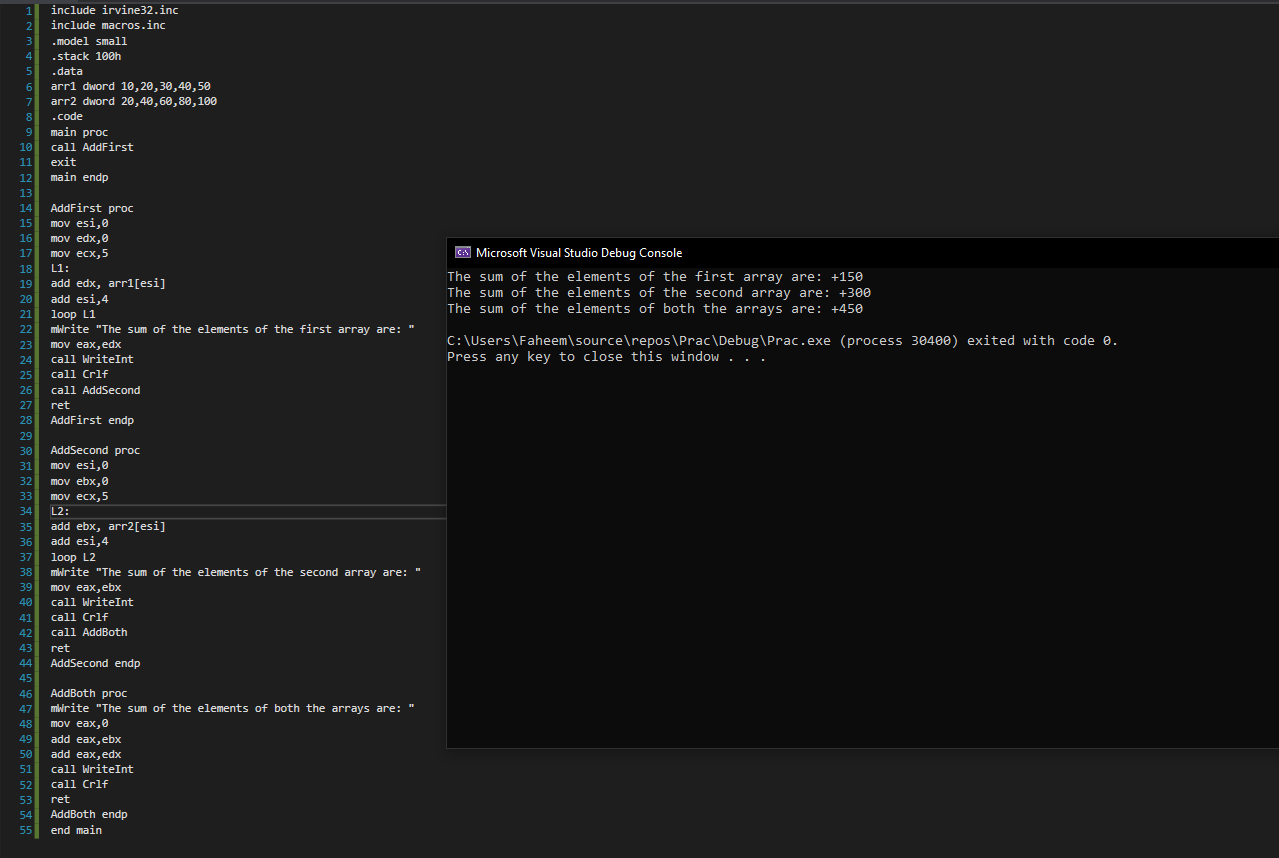 1 include irvine32.inc
2 include macros.inc
3 .model small
4 .stack 100h
5 .data
6 arr1 dword 10,20,30,40,50
7 arr2 dword 20,40,60,80,100
8 .code
9 main proc
10 call AddFirst
11 exit
12 main endp
13
14 AddFirst proc
15 mov esi,0
16 mov edx,0
17 mov ecx,5
18 L1:
19 add edx, arr1[esi]
20 add esi,4
21 loop L1
22 mWrite "The sum of the elements of the first array are: "
23 mov eax,edx
24 call WriteInt
25 call Crlf
26 call AddSecond
27 ret
28 AddFirst endp
29
30 AddSecond proc
31 mov esi,0
32 mov ebx,0
33 mov ecx,5
34 L2:
35 add ebx, arr2[esi]
36 add esi,4
37 loop L2
38 mWrite "The sum of the elements of the second array are: "
39 mov eax,ebx
40 call WriteInt
41 call Crlf
42 call AddBoth
43 ret
44 AddSecond endp
45
46 AddBoth proc
47 mWrite "The sum of the elements of both the arrays are: "
48 mov eax,0
49 add eax,ebx
50 add eax,edx
51 call WriteInt
52 call Crlf
53 ret
54 AddBoth endp
55 end main
C:\ Microsoft Visual Studio Debug Console
The sum of the elements of the first array are: +150
The sum of the elements of the second array are: +300
The sum of the elements of both the arrays are: +450
C:\Users\Faheem\source\repos\Prac\Debug\Prac.exe (process 30400) exited with code 0.
Press any key to close this window . . .